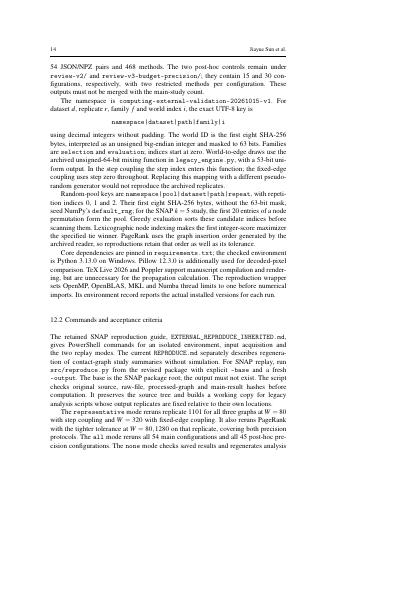 14 Jiayue Sun et al.
54 JSON/NPZ pairs and 468 methods. The two post-hoc controls remain under
review-v2/ and review-v3-budget-precision/; they contain 15 and 30 con-
figurations, respectively, with two restricted methods per configuration. These
outputs must not be merged with the main-study count.
The namespace is computing-external-validation-20261015-v1. For
dataset d, replicate r, family f and world index i, the exact UTF-8 key is
namespace|dataset|path|family|i
using decimal integers without padding. The world ID is the first eight SHA-256
bytes, interpreted as an unsigned big-endian integer and masked to 63 bits. Families
are selection and evaluation; indices start at zero. World-to-edge draws use the
archived unsigned-64-bit mixing function in legacy_engine.py, with a 53-bit uni-
form output. In step coupling the step index enters this function; the fixed-edge
coupling uses step zero throughout. Replacing this mapping with a different pseudo-
random generator would not reproduce the archived replicates.
Random-pool keys are namespace|pool|dataset|path|repeat, with repeti-
tion indices 0, 1 and 2. Their first eight SHA-256 bytes, without the 63-bit mask,
seed NumPy's default_rng; for the SNAP k = 5 study, the first 20 entries of a node
permutation form the pool. Greedy evaluation sorts these candidate indices before
scanning them. Lexicographic node indexing makes the first integer-score maximizer
the specified tie winner. PageRank uses the graph insertion order generated by the
archived reader, so reproductions retain that order as well as its tolerance.
Core dependencies are pinned in requirements.txt; the checked environment
is Python 3.13.0 on Windows. Pillow 12.3.0 is additionally used for decoded-pixel
comparison. TeX Live 2026 and Poppler support manuscript compilation and render-
ing, but are unnecessary for the propagation calculation. The reproduction wrapper
sets OpenMP, OpenBLAS, MKL and Numba thread limits to one before numerical
imports. Its environment record reports the actual installed versions for each run.
12.2 Commands and acceptance criteria
The retained SNAP reproduction guide, EXTERNAL_REPRODUCE_INHERITED.md,
gives PowerShell commands for an isolated environment, input acquisition and
the two replay modes. The current REPRODUCE.md separately describes regenera-
tion of contact-graph study summaries without simulation. For SNAP replay, run
src/reproduce.py from the revised package with explicit -base and a fresh
-output. The base is the SNAP package root, the output must not exist. The script
checks original source, raw-file, processed-graph and main-result hashes before
computation. It preserves the source tree and builds a working copy for legacy
analysis scripts whose output replicates are fixed relative to their own locations.
The representative mode reruns replicate 1101 for all three graphs at W = 80
with step coupling and W = 320 with fixed-edge coupling. It also reruns PageRank
with the tighter tolerance at W = 80,1280 on that replicate, covering both precision
protocols. The all mode reruns all 54 main configurations and all 45 post-hoc pre-
cision configurations. The none mode checks saved results and regenerates analysis